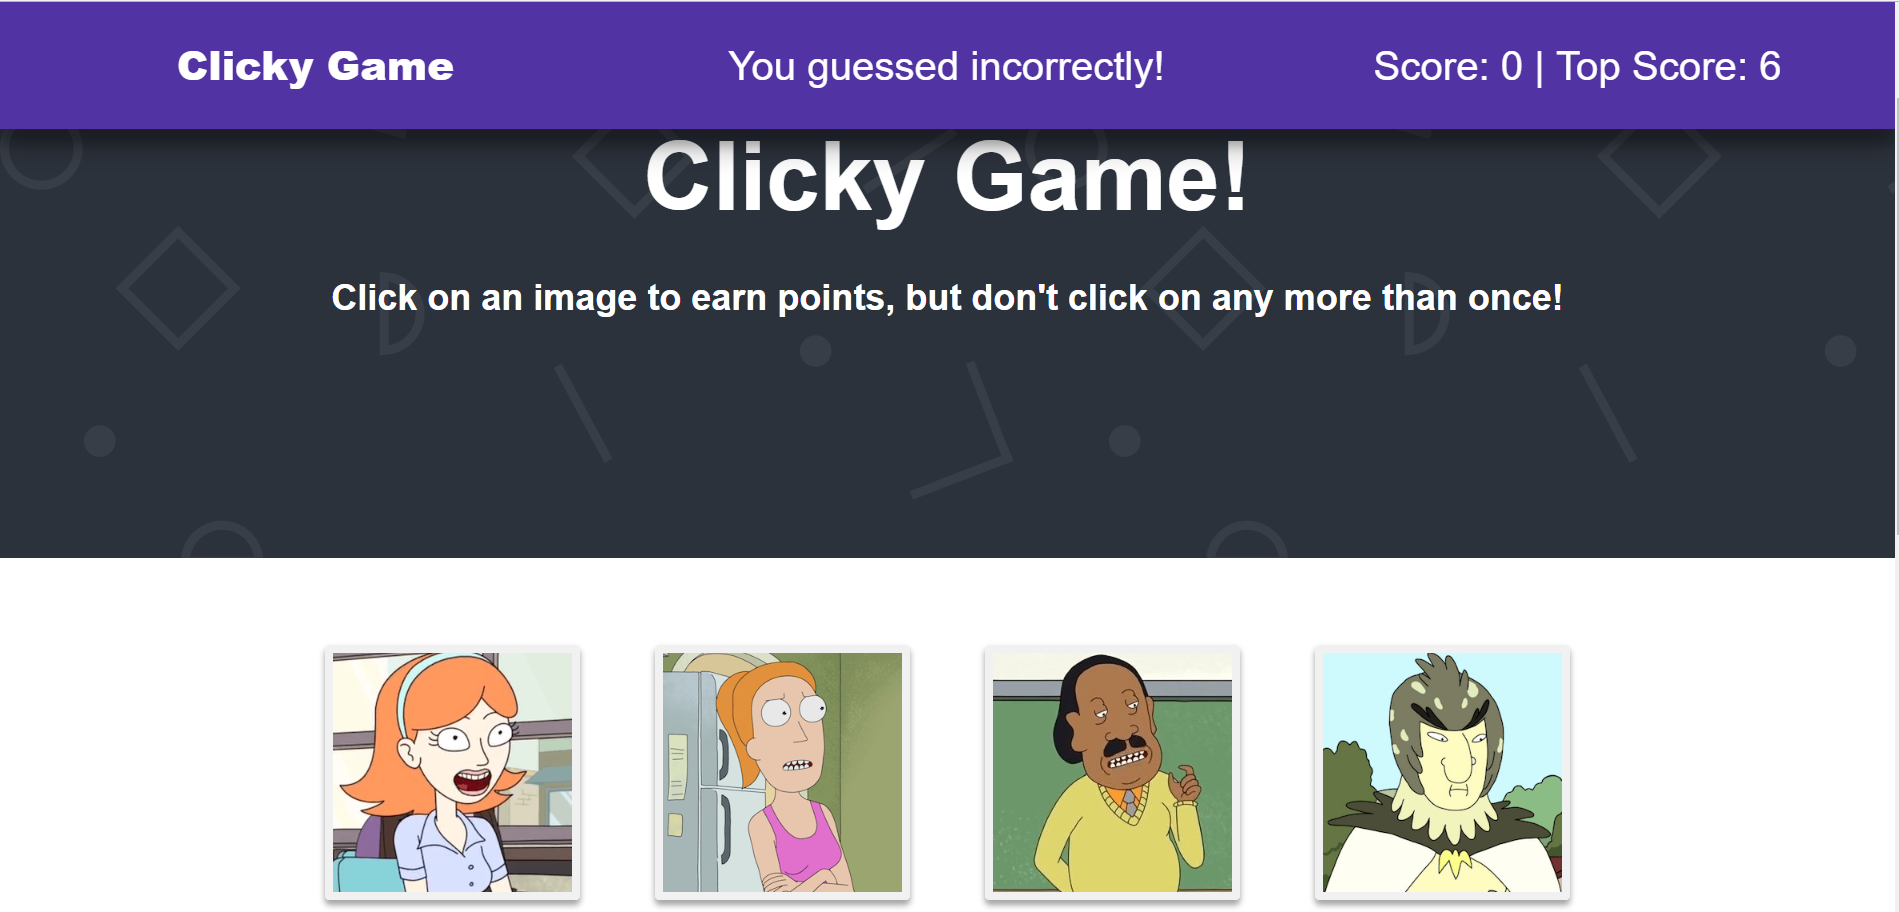 Clicky Game
You guessed incorrectly!
Score: 0 | Top Score: 6
Clicky Game!
Click on an image to earn points, but don't click on any more than once!